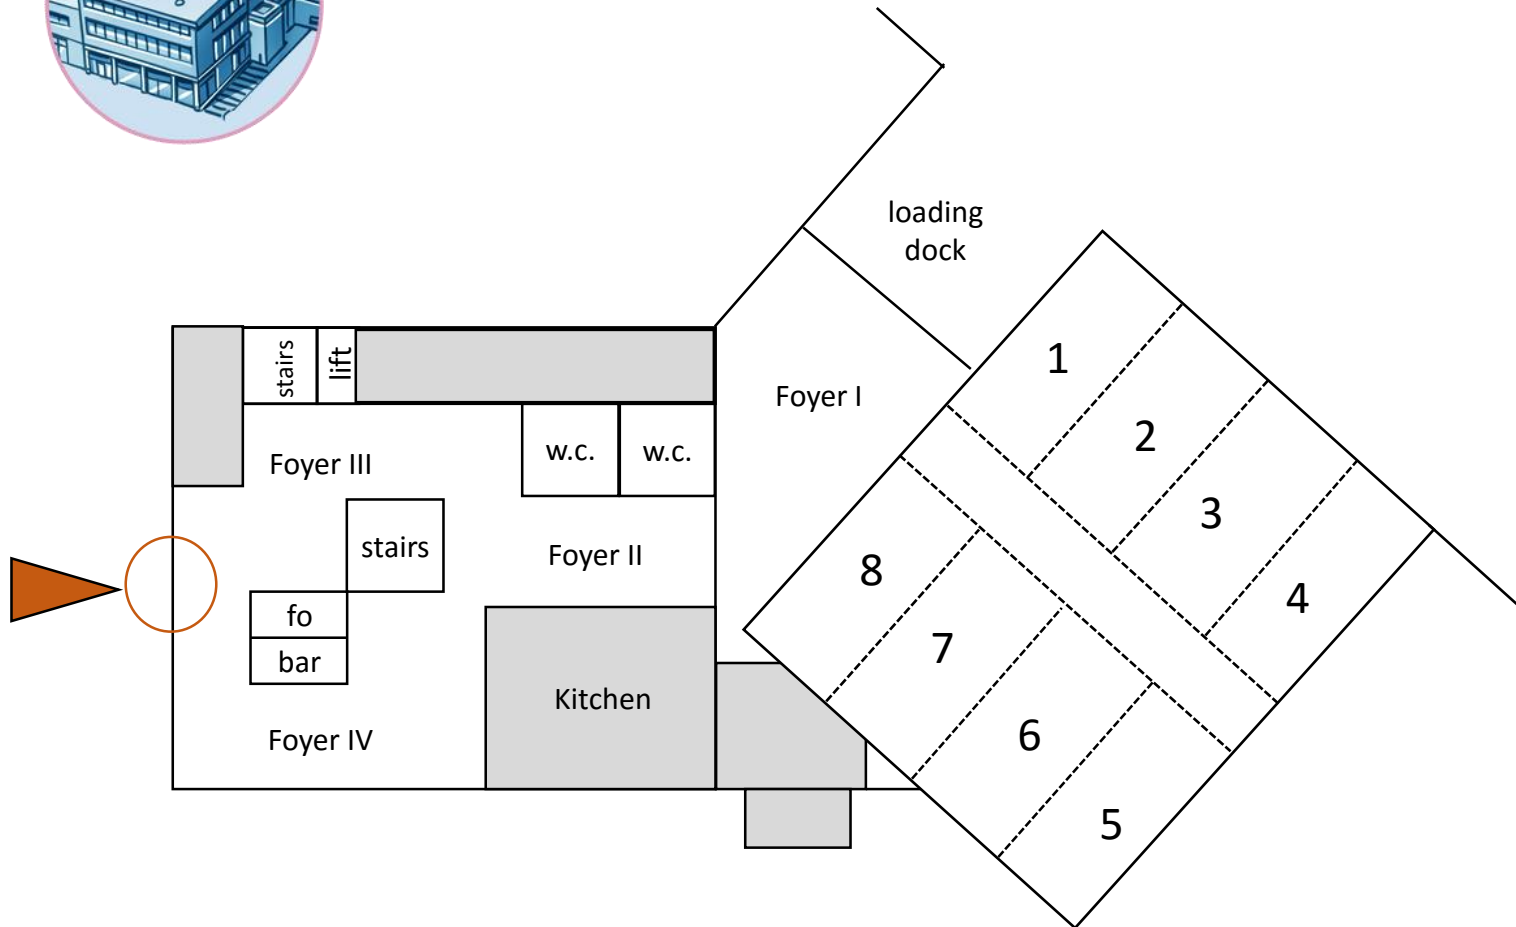 loading
dock
1
stairs
lift
Foyer I
2
w.c.
w.c.
Foyer III
3
stairs
Foyer II
8
4
fo
7
bar
Kitchen
6
Foyer IV
5